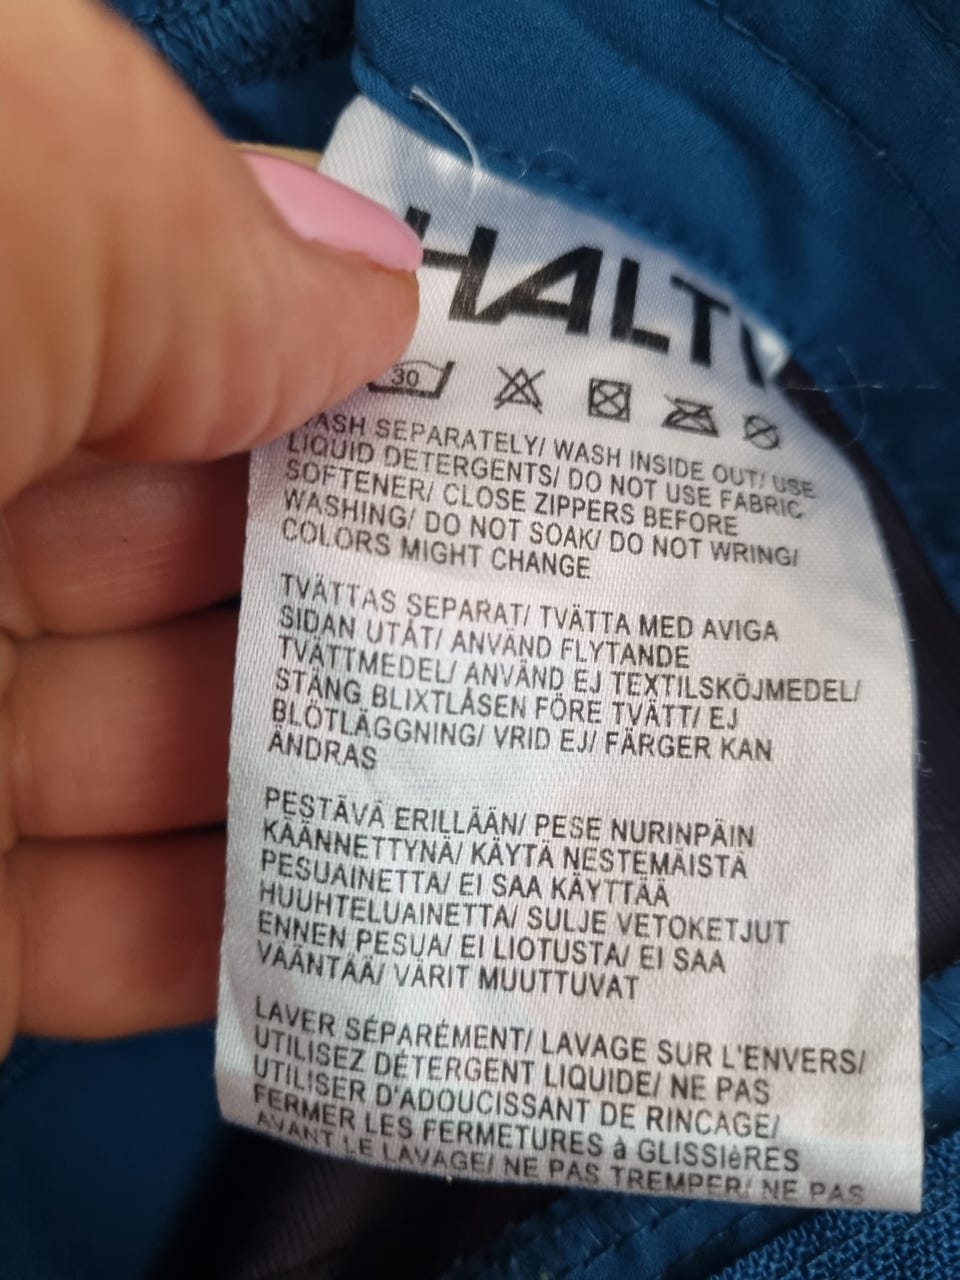 HALT
30
WASH SEPARATELY/ WASH INSIDE OUT/ USE
LIQUID DETERGENTS/ DO NOT USE FABRIC
SOFTENER/ CLOSE ZIPPERS BEFORE
WASHING/ DO NOT SOAK/ DO NOT WRING/
COLORS MIGHT CHANGE
TVÄTTAS SEPARAT/ TVÄTTA MED AVIGA
SIDAN UTÅT/ ANVÄND FLYTANDE
TVÄTTMEDEL/ ANVÄND EJ TEXTILSKÖJMEDEL/
STÄNG BLIXTLÅSEN FÖRE TVÄTT/ EJ
BLÖTLÄGGNING/ VRID EJ/ FÄRGER KAN
ÄNDRAS
PESTÄVÄ ERILLÄÄN/ PESE NURINPÄIN
KÄÄNNETTYNÄ/ KÄYTÄ NESTEMÄISTÄ
PESUAINETTA/ EI SAA KÄYTTÄÄ
HUUHTELUAINETTA/ SULJE VETOKETJUT
ENNEN PESUA/ EI LIOTUSTA/ EI SAA
VÄÄNTÄÄ/ VÄRIT MUUTTUVAT
LAVER SÉPARÉMENT/ LAVAGE SUR L'ENVERS/
UTILISEZ DÉTERGENT LIQUIDE/ NE PAS
UTILISER D'ADOUCISSANT DE RINCAGE/
FERMER LES FERMETURES à GLISSIèRES
AVANT LE LAVAGE/ NE PAS TREMPER/ NE PAS